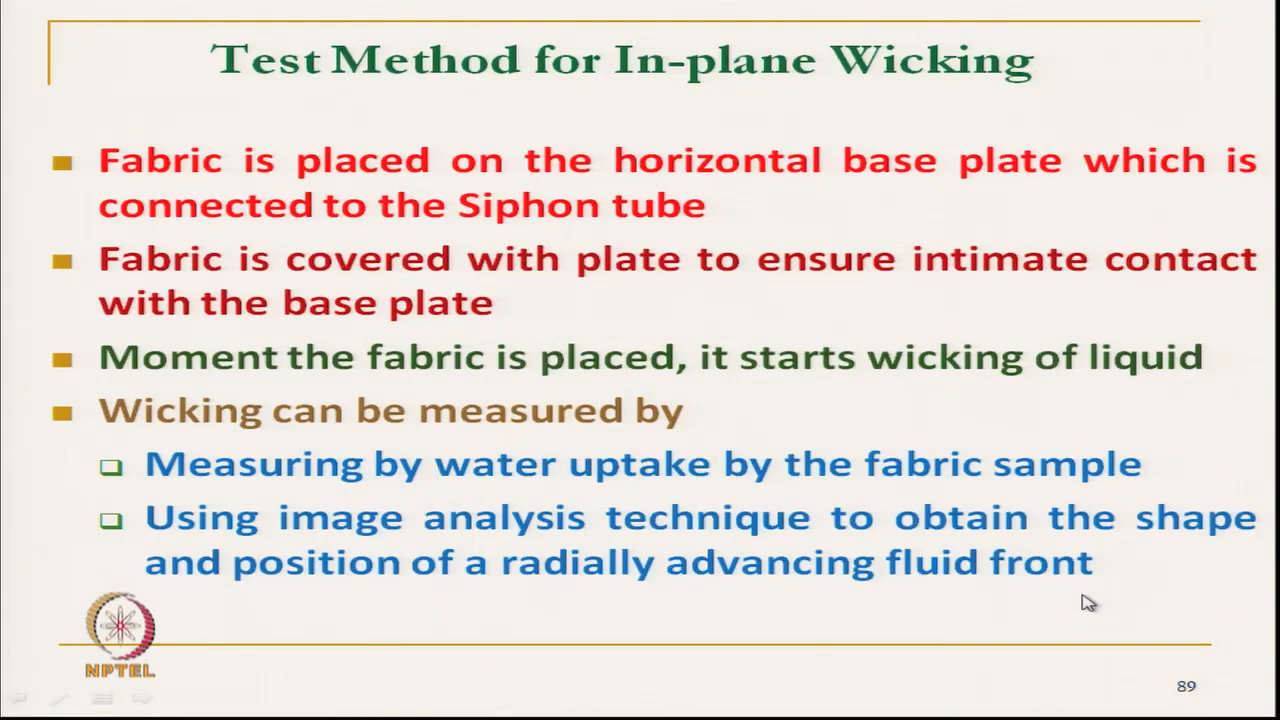 Test Method for In-plane Wicking
Fabric is placed on the horizontal base plate which is
connected to the Siphon tube
Fabric is covered with plate to ensure intimate contact
with the base plate
Moment the fabric is placed, it starts wicking of liquid
Wicking can be measured by
Measuring by water uptake by the fabric sample
Using image analysis technique to obtain the shape
and position of a radially advancing fluid front
NPTEL
89